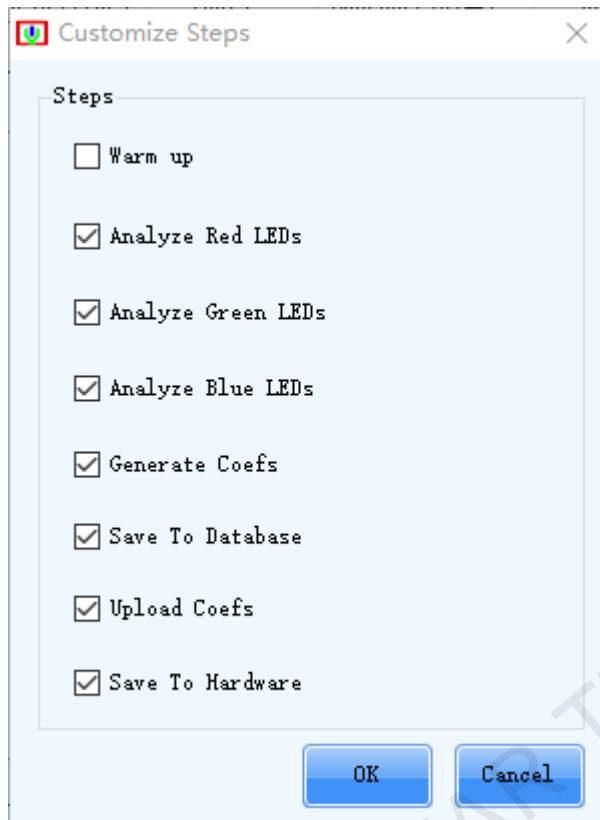 Customize Steps
Steps
Warm up
Analyze Red LEDs
Analyze Green LEDs
Analyze Blue LEDs
Generate Coefs
Save To Database
Upload Coefs
Save To Hardware
OK
Cancel